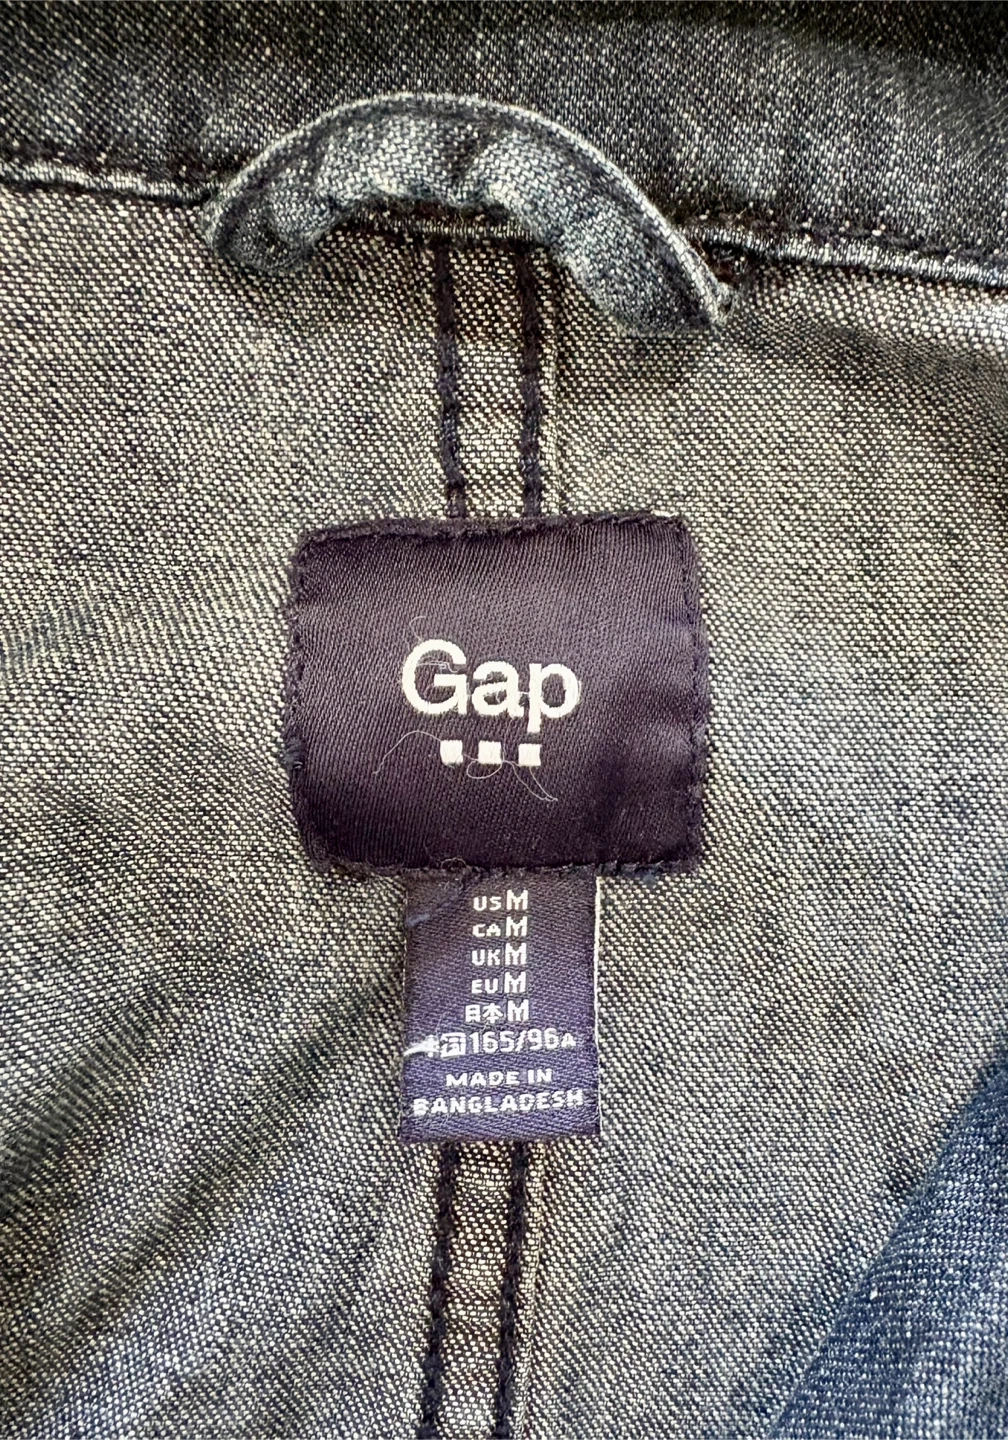 Gap
US M
CA M
UK M
EU M
日本 M
中国 165/96A
MADE IN
BANGLADESH